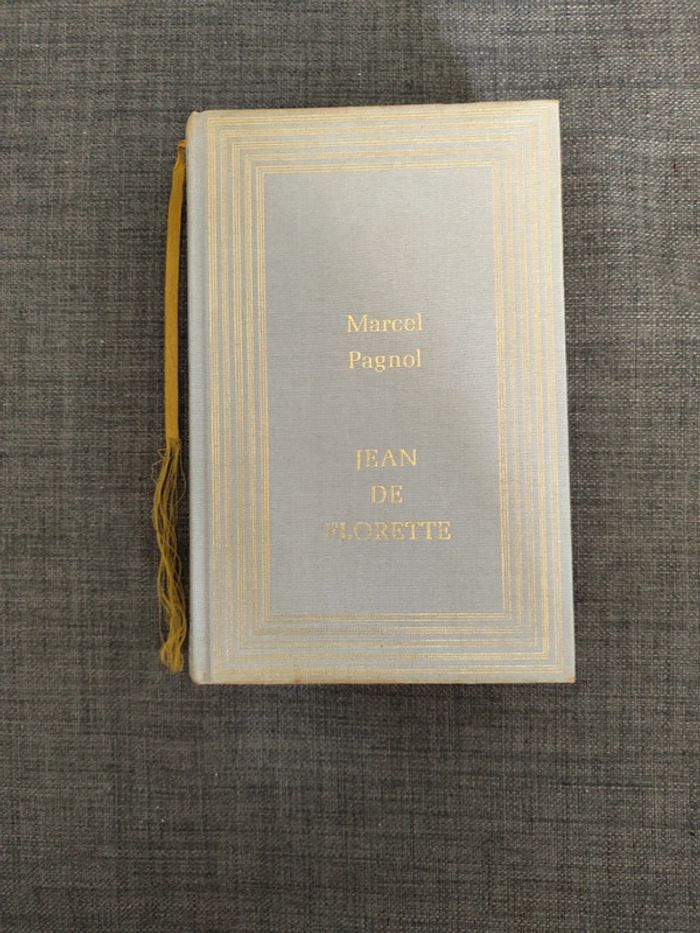 Marcel
Pagnol
JEAN
DE
FLORETTE